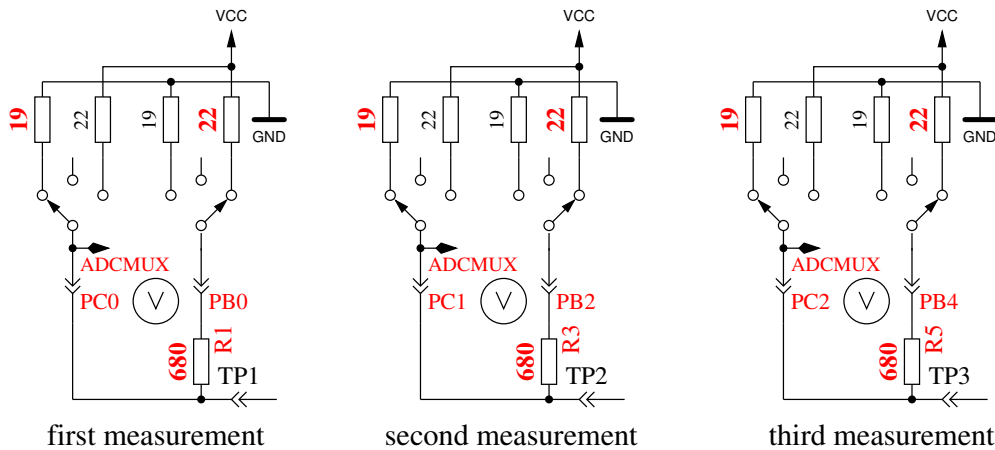 VCC VCC VCC
19 22 19 22 GND 19 22 19 22 GND 19 22 19 22 GND
ADCMUX ADCMUX ADCMUX
PC0 V PB0 PC1 V PB2 PC2 V PB4
680 R1 680 R3 680 R5
TP1 TP2 TP3
first measurement second measurement third measurement